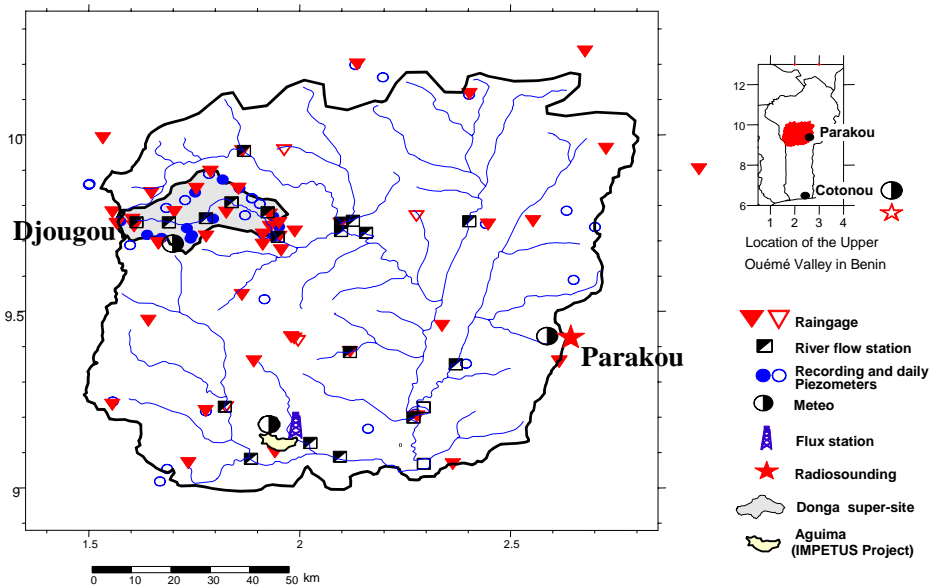 10
9.5
9
1.5
2
2.5
Djougou
Parakou
0 10 20 30 40 50 km
12
10
8
6
0 1 2 3 4
Parakou
Cotonou
Location of the Upper
Ouémé Valley in Benin
Raingage
River flow station
Recording and daily
Piezometers
Meteo
Flux station
Radiosounding
Donga super-site
Aguima
(IMPETUS Project)